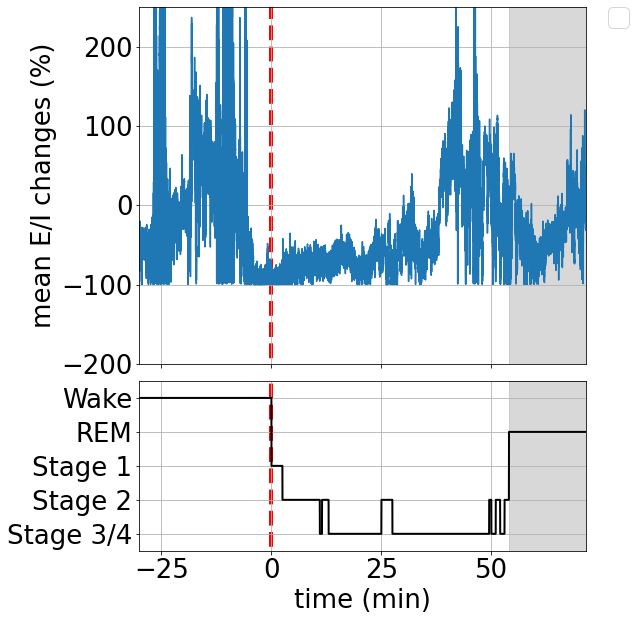 200
100
0
−100
−200
mean E/I changes (%)
Wake
REM
Stage 1
Stage 2
Stage 3/4
−25 0 25 50
time (min)